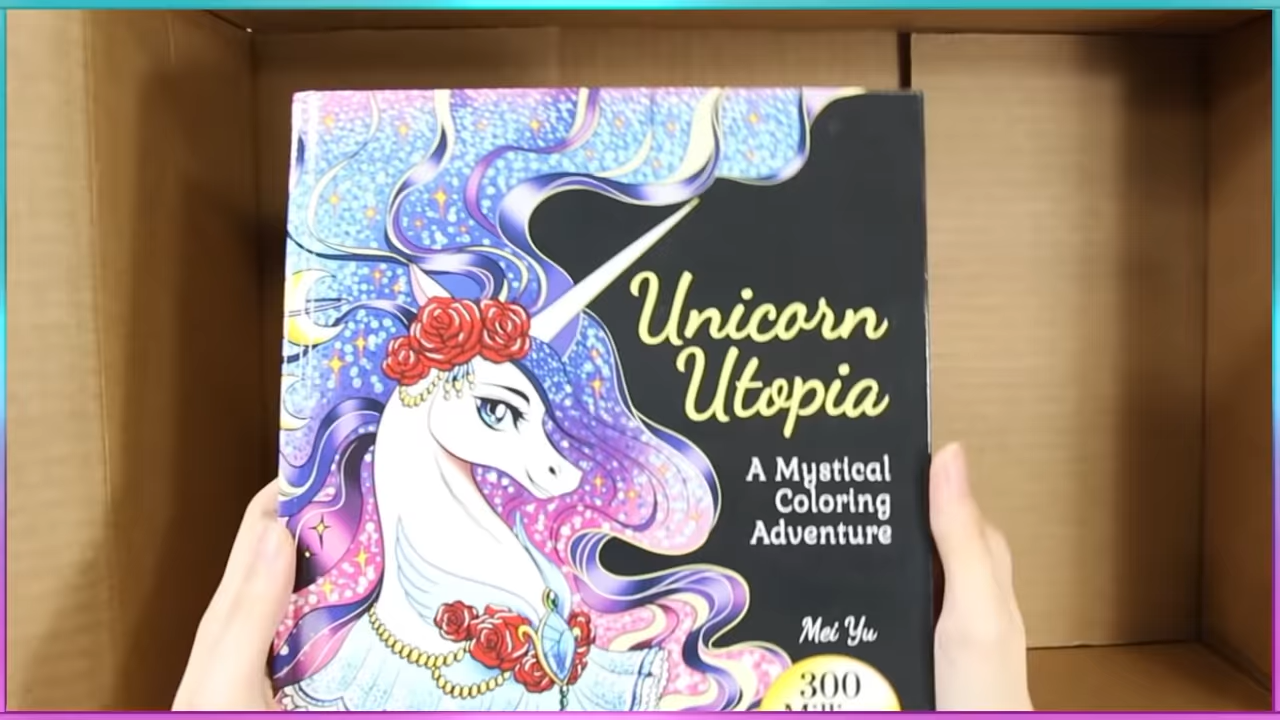 Unicorn
Utopia
A Mystical
Coloring
Adventure
Mei Yu
300